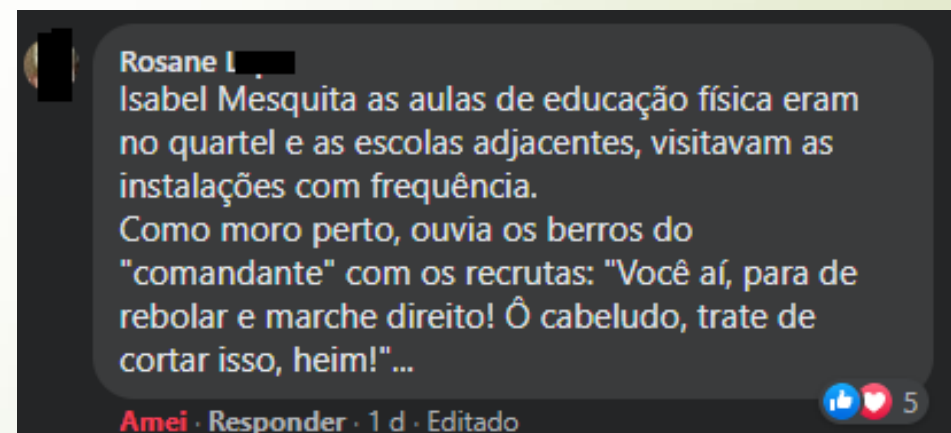 Rosane
Isabel Mesquita as aulas de educação física eram
no quartel e as escolas adjacentes, visitavam as
instalações com frequência.
Como moro perto, ouvia os berros do
"comandante" com os recrutas: "Você aí, para de
rebolar e marche direito! Ô cabeludo, trate de
cortar isso, heim!"...
5
Amei · Responder · 1 d · Editado